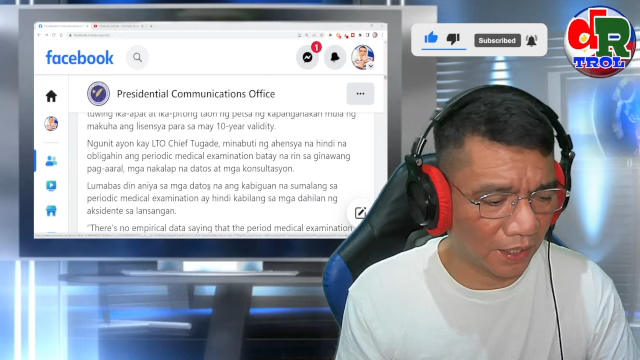 facebook
1
Subscribed
dR
TROL
Presidential Communications Office
tuwing ika-apat at ika-pitong taon ng petsa ng kapanganakan mula ng
makuha ang lisensya para sa may 10-year validity.
Ngunit ayon kay LTO Chief Tugade, minabuti ng ahensya na hindi na
obligahin ang periodic medical examination batay na rin sa ginawang
pag-aaral, mga nakalap na datos at mga konsultasyon.
Lumabas din aniya sa mga datos na ang kabiguan na sumalang sa
periodic medical examination ay hindi kabilang sa mga dahilan ng
aksidente sa lansangan.
"There's no empirical data saying that the period medical examination